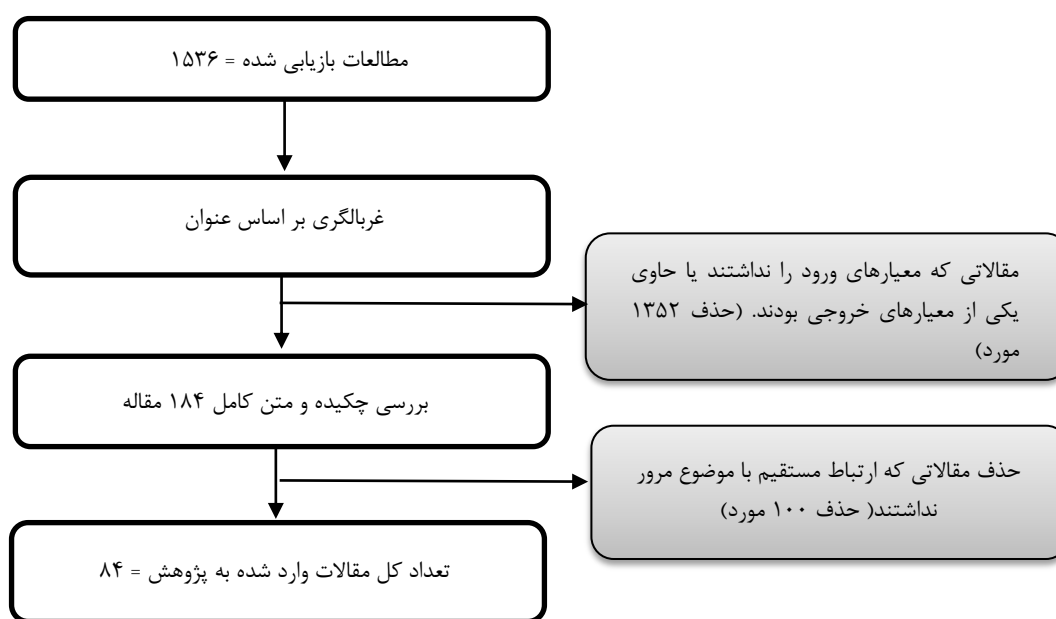 مطالعات بازیابی شده = ۱۵۳۶
غربالگری بر اساس عنوان
مقالاتی که معیارهای ورود را نداشتند یا حاوی
یکی از معیارهای خروجی بودند. (حذف ۱۳۵۲
مورد)
بررسی چکیده و متن کامل ۱۸۴ مقاله
حذف مقالاتی که ارتباط مستقیم با موضوع مرور
نداشتند( حذف ۱۰۰ مورد)
تعداد کل مقالات وارد شده به پژوهش = ۸۴